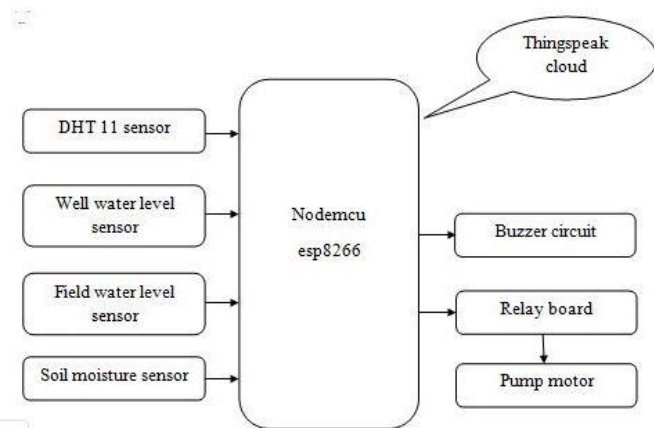 Thingspeak
cloud
DHT 11 sensor
Well water level
sensor
Nodemcu
esp8266
Buzzer circuit
Field water level
sensor
Relay board
Soil moisture sensor
Pump motor